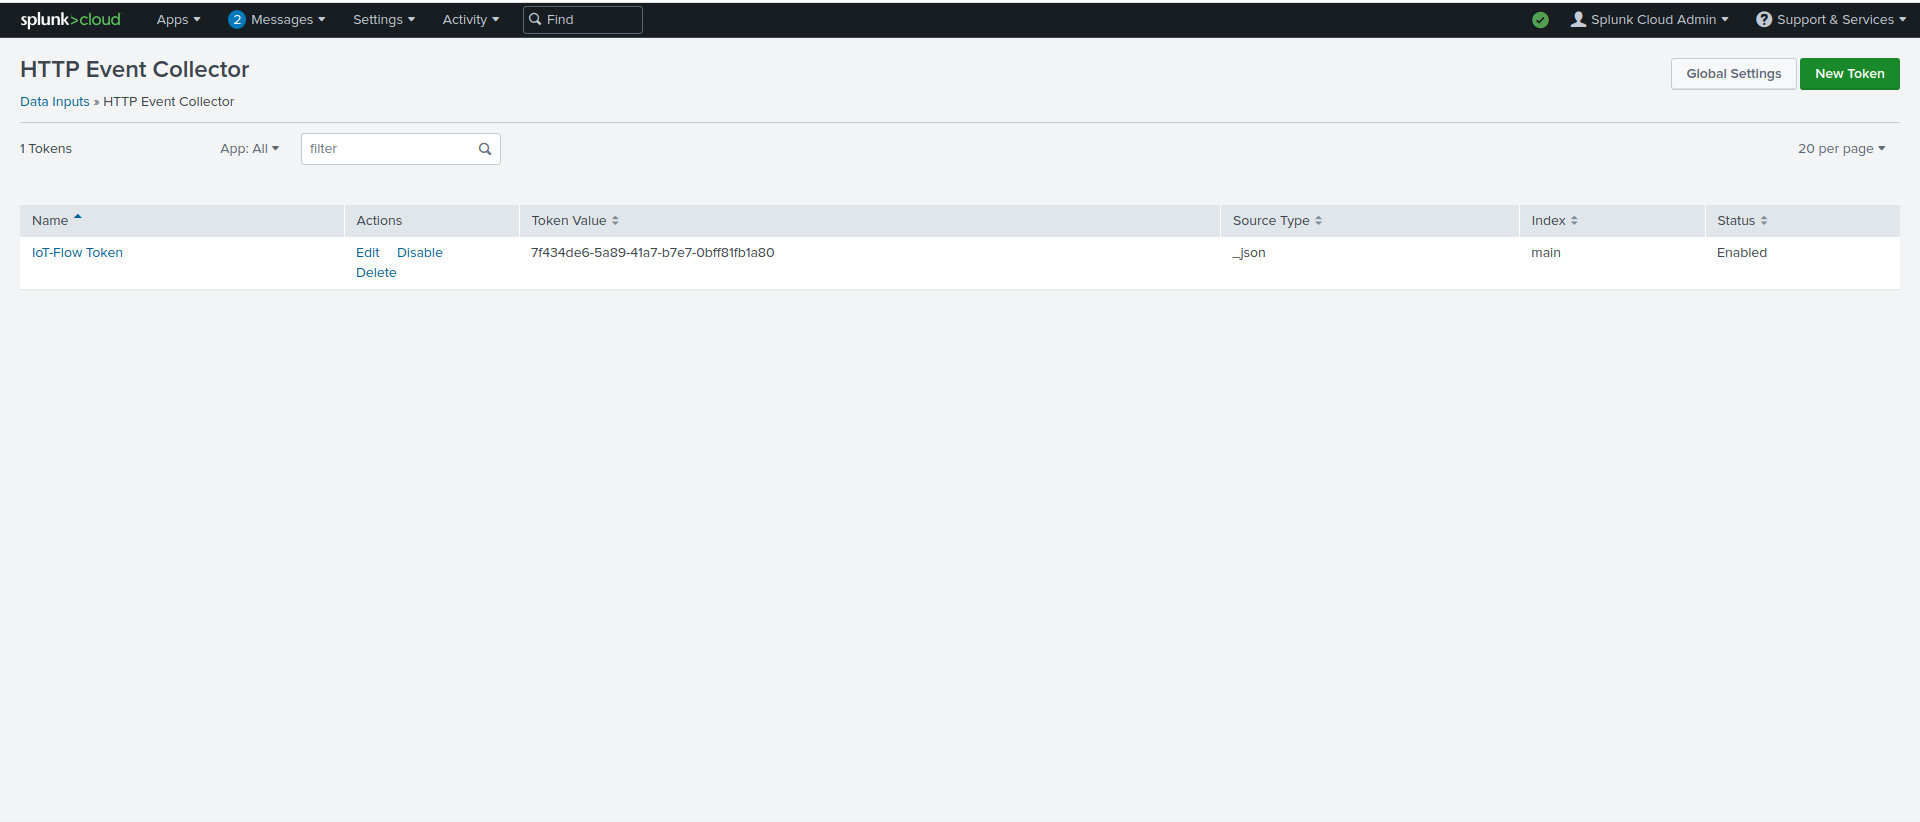 splunk>cloud Apps 2 Messages Settings Activity Find Splunk Cloud Admin ? Support & Services
HTTP Event Collector
Global Settings New Token
Data Inputs » HTTP Event Collector
1 Tokens App: All filter 20 per page
Name Actions Token Value Source Type Index Status
IoT-Flow Token Edit Disable 7f434de6-5a89-41a7-b7e7-0bff81fb1a80 _json main Enabled
Delete